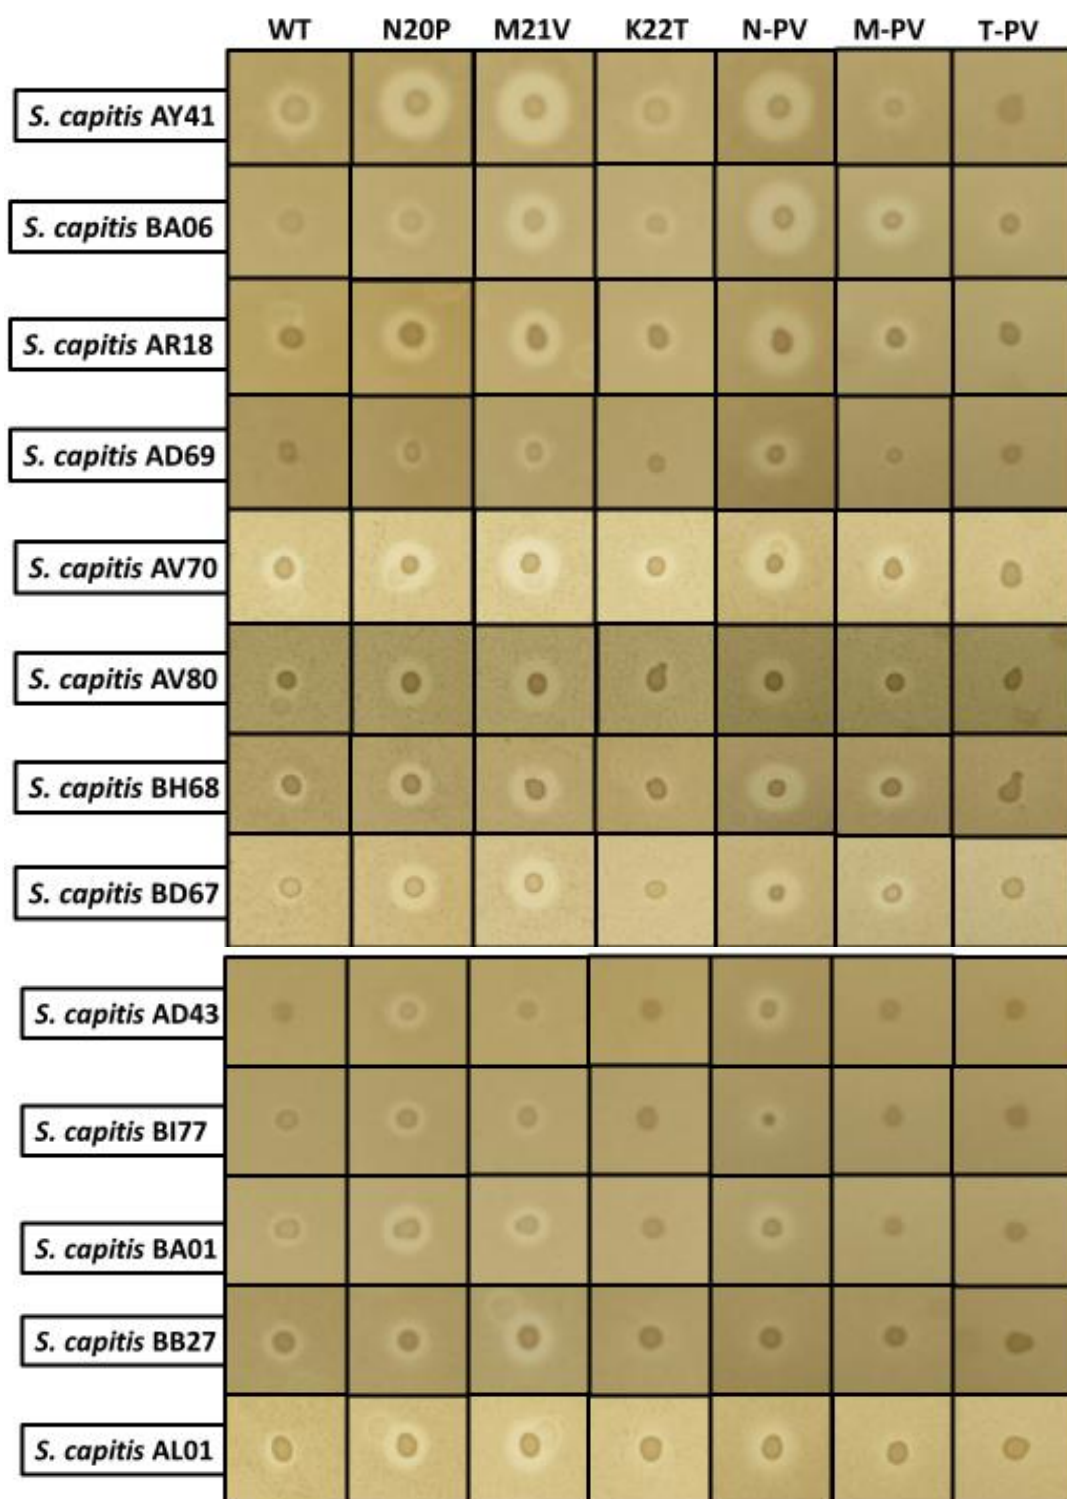 WT N20P M21V K22T N-PV M-PV T-PV
S. capitis AY41
S. capitis BA06
S. capitis AR18
S. capitis AD69
S. capitis AV70
S. capitis AV80
S. capitis BH68
S. capitis BD67
S. capitis AD43
S. capitis BI77
S. capitis BA01
S. capitis BB27
S. capitis AL01